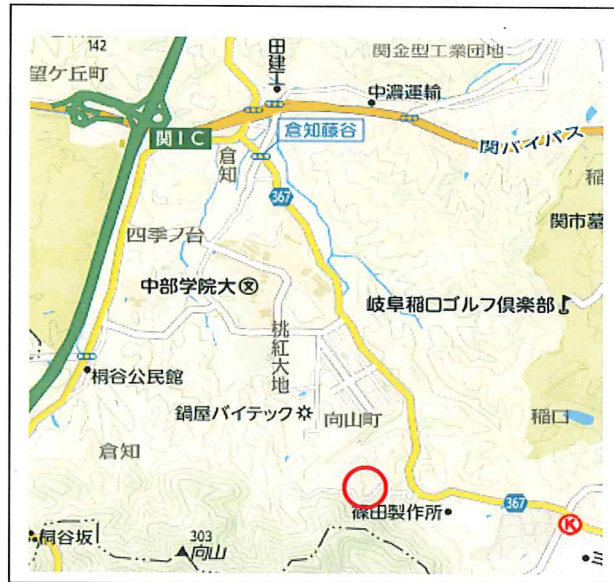 142
望ケ丘町
関金型工業団地
中濃運輸
田建
関IC
倉知藤谷
倉知
関バイパス
稲
関市墓
367
四季ノ台
中部学院大文
岐阜稲口ゴルフ倶楽部
桃紅大地
桐谷公民館
鍋屋バイテック
向山町
稲口
倉知
篠田製作所
367
K
桐谷坂
303
向山
ミ